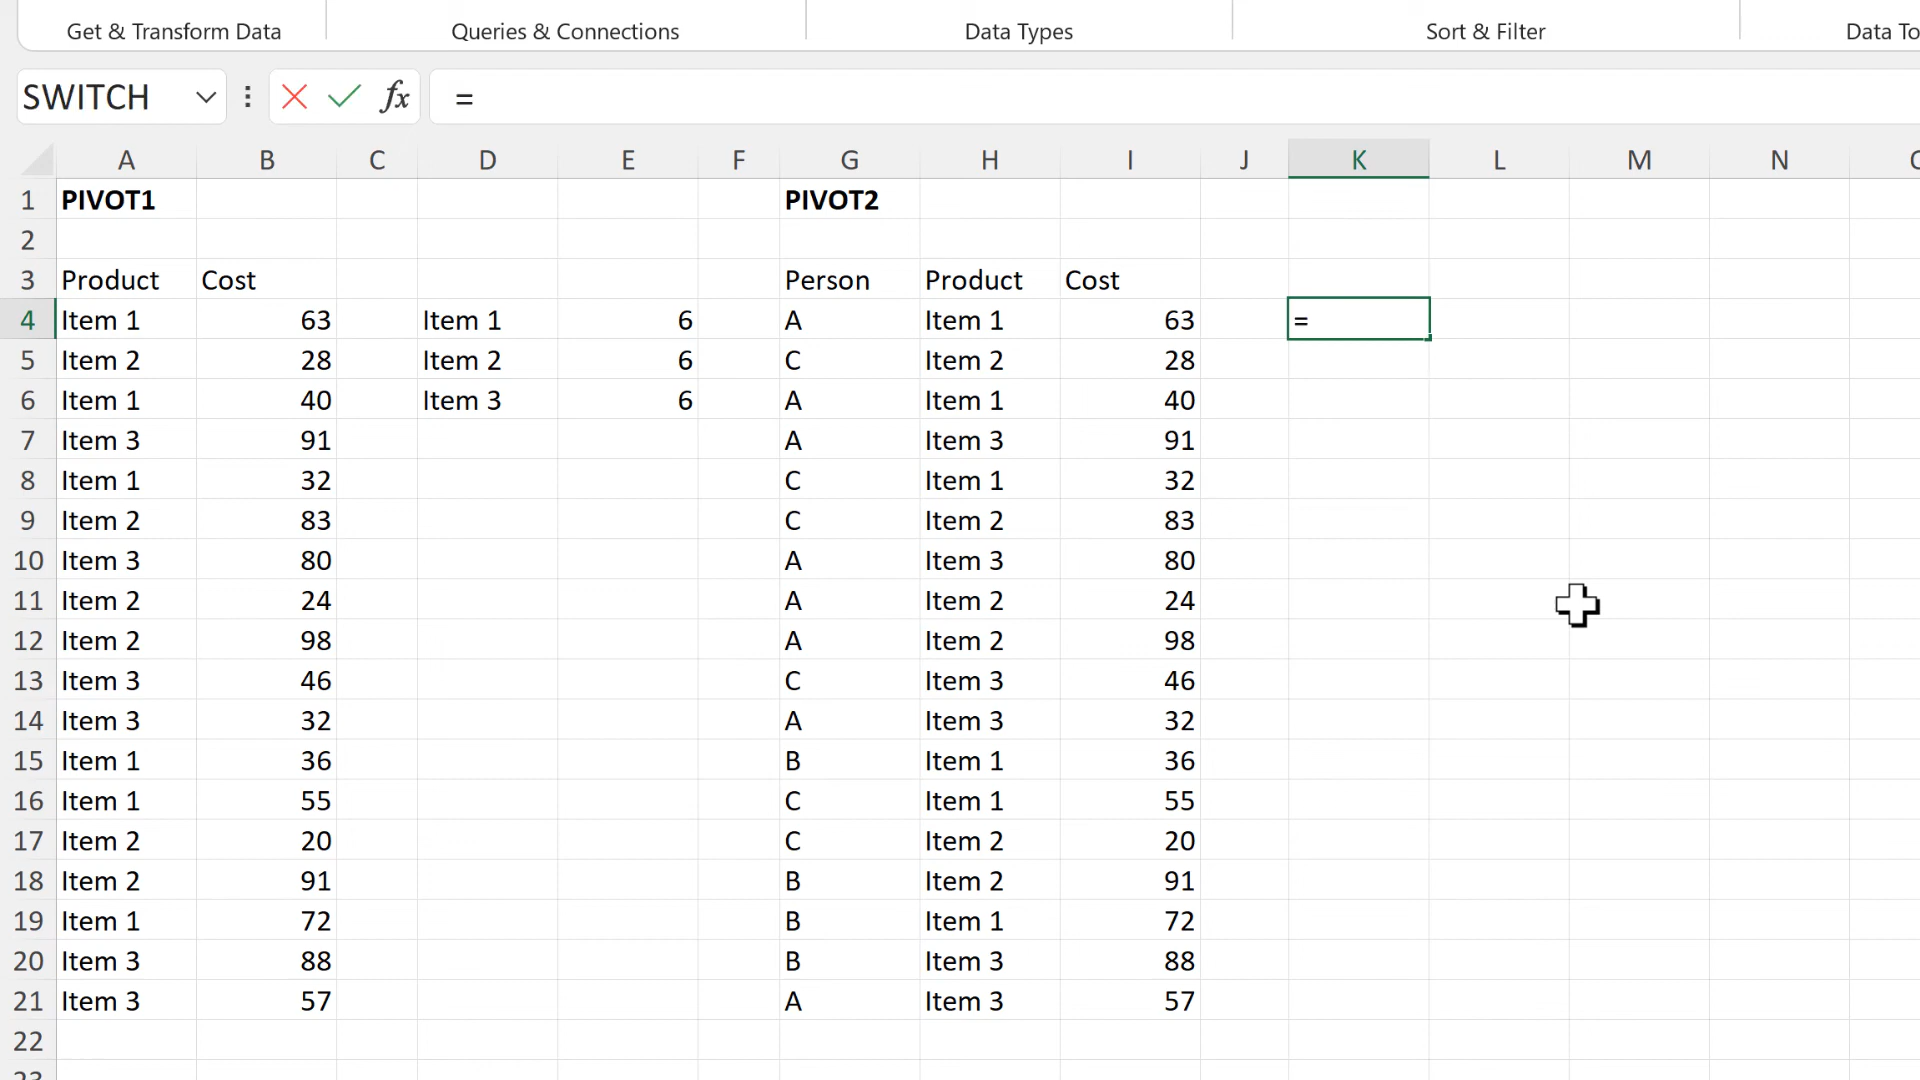 Get & Transform Data Queries & Connections Data Types Sort & Filter Data To
SWITCH fx =
A B C D E F G H I J K L M N
1 PIVOT1 PIVOT2
2
3 Product Cost Person Product Cost
4 Item 1 63 Item 1 6 A Item 1 63 =
5 Item 2 28 Item 2 6 C Item 2 28
6 Item 1 40 Item 3 6 A Item 1 40
7 Item 3 91 A Item 3 91
8 Item 1 32 C Item 1 32
9 Item 2 83 C Item 2 83
10 Item 3 80 A Item 3 80
11 Item 2 24 A Item 2 24
12 Item 2 98 A Item 2 98
13 Item 3 46 C Item 3 46
14 Item 3 32 A Item 3 32
15 Item 1 36 B Item 1 36
16 Item 1 55 C Item 1 55
17 Item 2 20 C Item 2 20
18 Item 2 91 B Item 2 91
19 Item 1 72 B Item 1 72
20 Item 3 88 B Item 3 88
21 Item 3 57 A Item 3 57
22